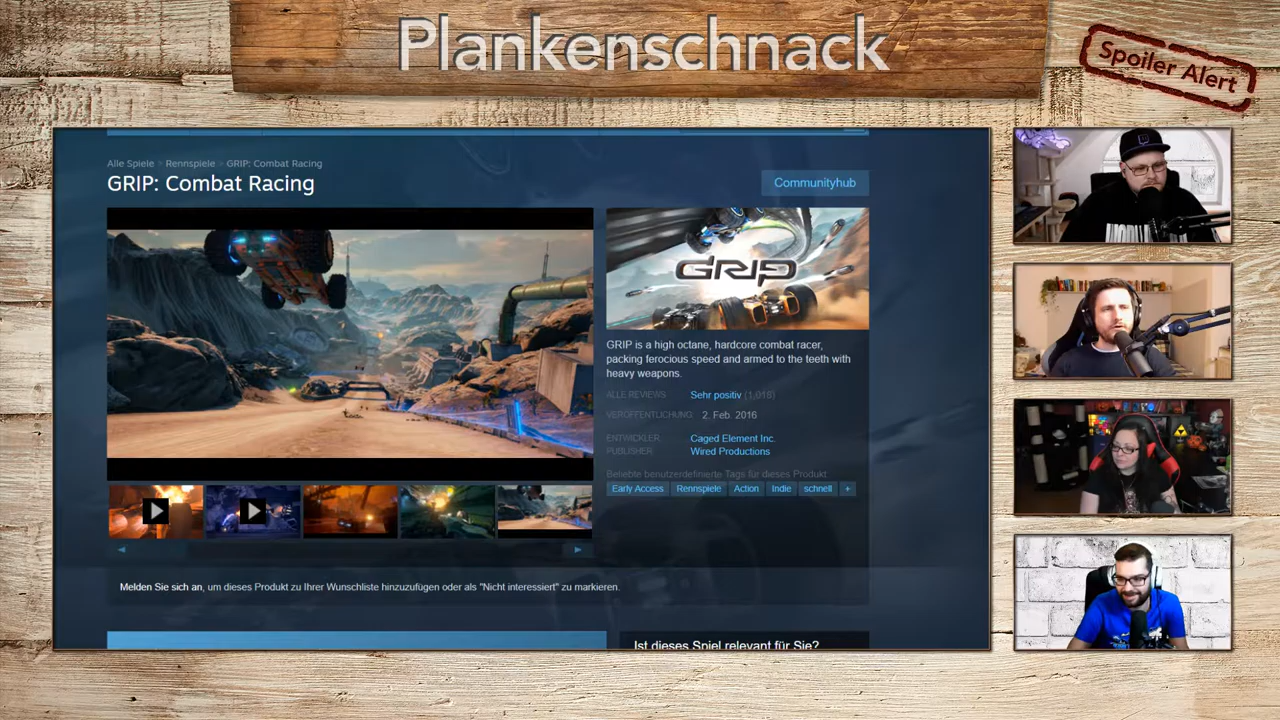 Plankenschnack
Spoiler Alert
Alle Spiele > Rennspiele > GRIP: Combat Racing
GRIP: Combat Racing
Communityhub
GRIP
GRIP is a high octane, hardcore combat racer,
packing ferocious speed and armed to the teeth with
heavy weapons.
ALLE REVIEWS: Sehr positiv (1,018)
VERÖFFENTLICHUNG: 2. Feb. 2016
ENTWICKLER: Caged Element Inc.
PUBLISHER: Wired Productions
Beliebte benutzerdefinierte Tags für dieses Produkt:
Early Access Rennspiele Action Indie schnell +
Melden Sie sich an, um dieses Produkt zu Ihrer Wunschliste hinzuzufügen oder als "Nicht interessiert" zu markieren.
Ist dieses Spiel relevant für Sie?